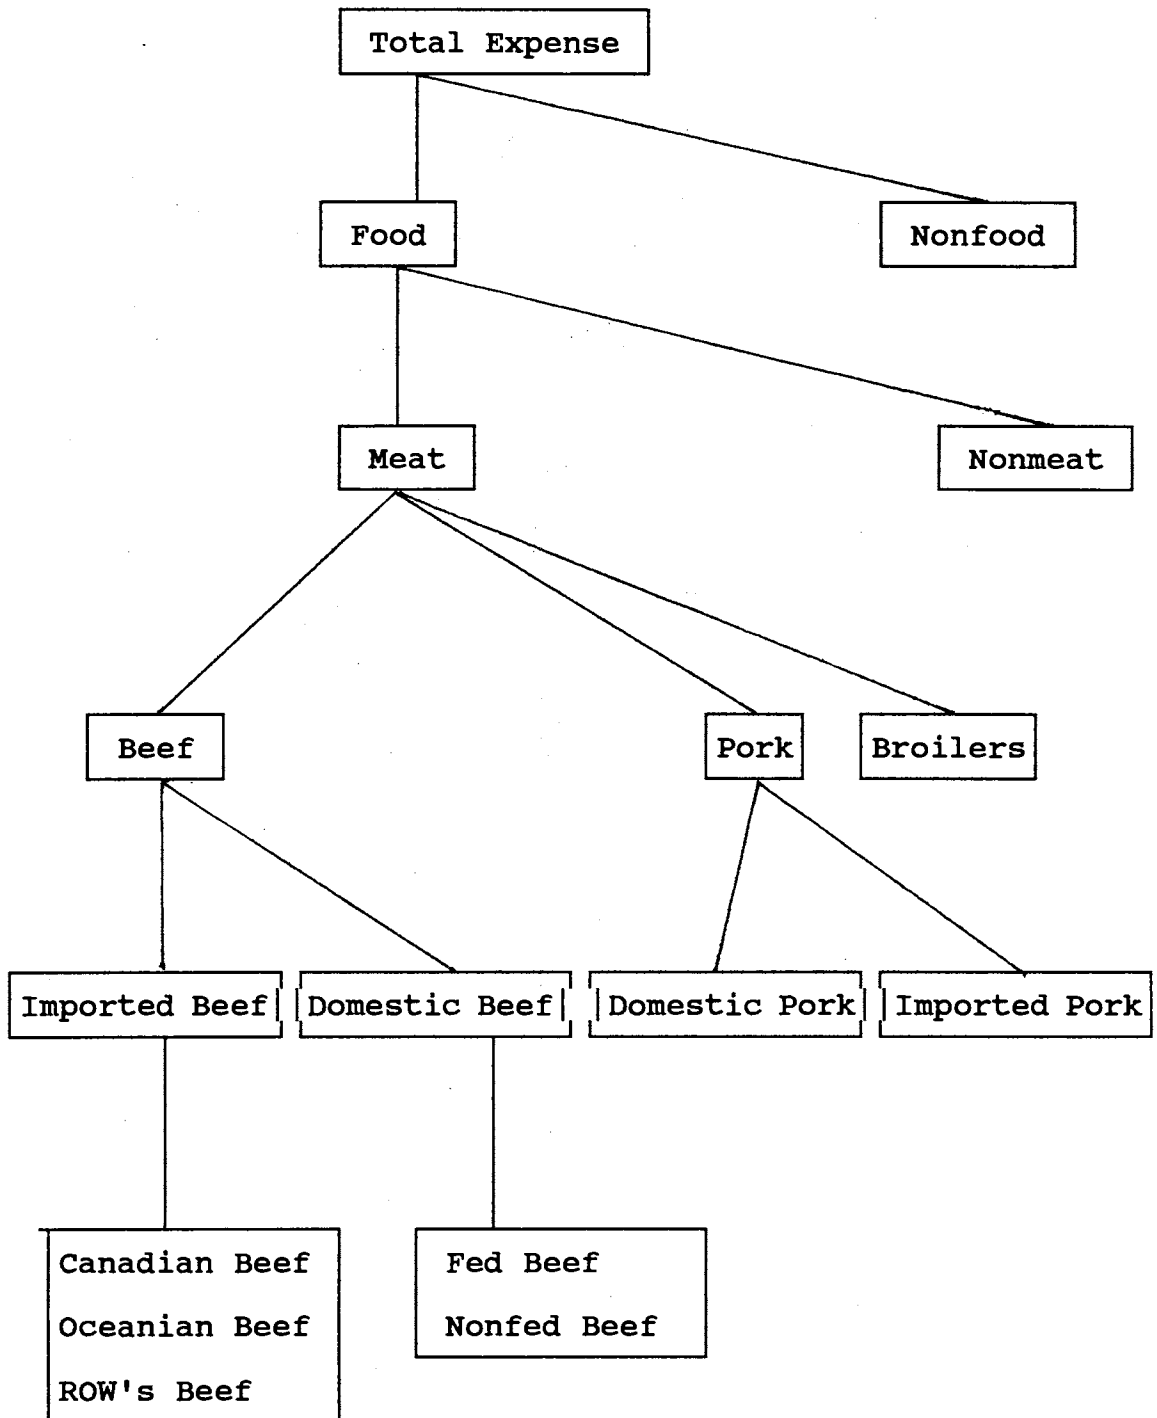 Total Expense
Food
Nonfood
Meat
Nonmeat
Beef
Pork
Broilers
Imported Beef
Domestic Beef
Domestic Pork
Imported Pork
Canadian Beef
Oceanian Beef
ROW's Beef
Fed Beef
Nonfed Beef